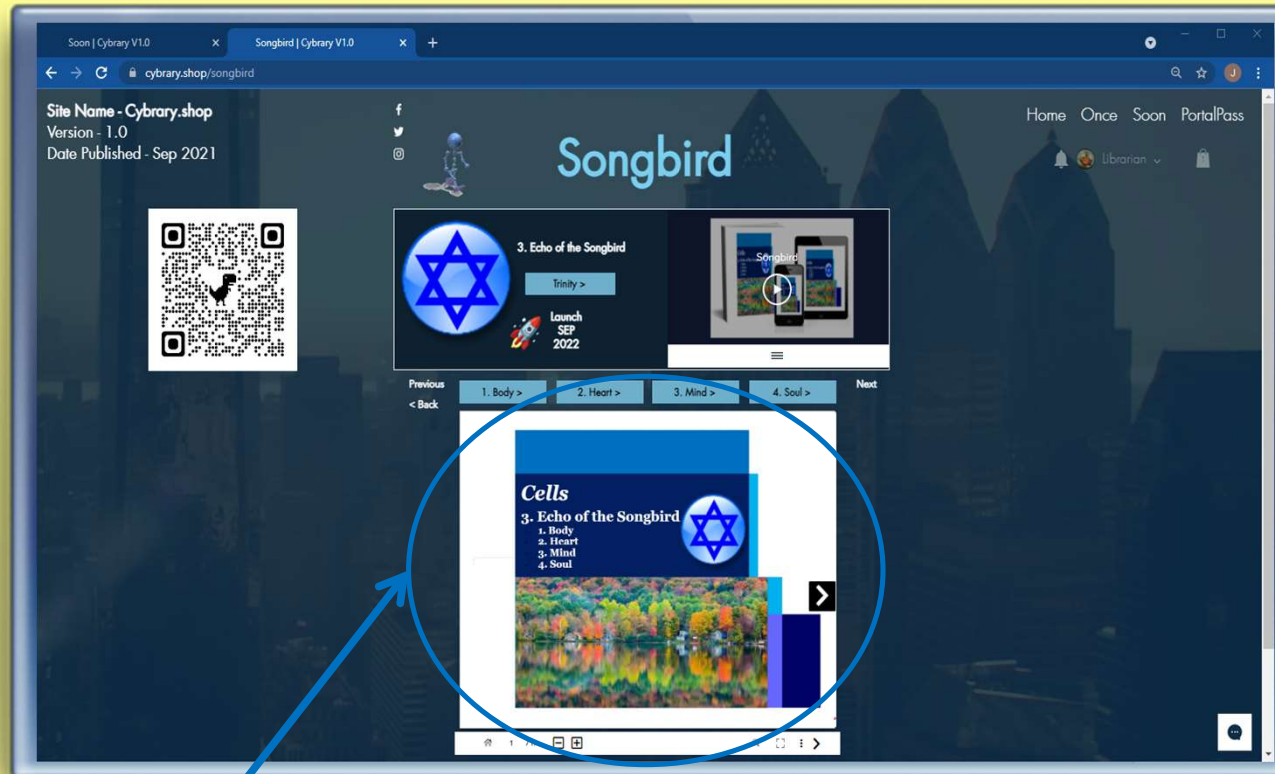 Soon | Cybrary V1.0
Songbird | Cybrary V1.0
cybrary.shop/songbird
J
Site Name - Cybrary.shop
Version - 1.0
Date Published - Sep 2021
Songbird
Home Once Soon PortalPass
Librarian
3. Echo of the Songbird
Trinity >
Launch
SEP
2022
Songbird
Previous
< Back
1. Body >
2. Heart >
3. Mind >
4. Soul >
Next
Cells
3. Echo of the Songbird
1. Body
2. Heart
3. Mind
4. Soul
1